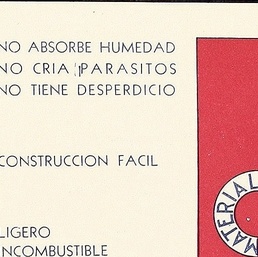 NO ABSORBE HUMEDAD
NO CRIA PARASITOS
NO TIENE DESPERDICIO
CONSTRUCCION FACIL
LIGERO
INCOMBUSTIBLE
MATERIAL